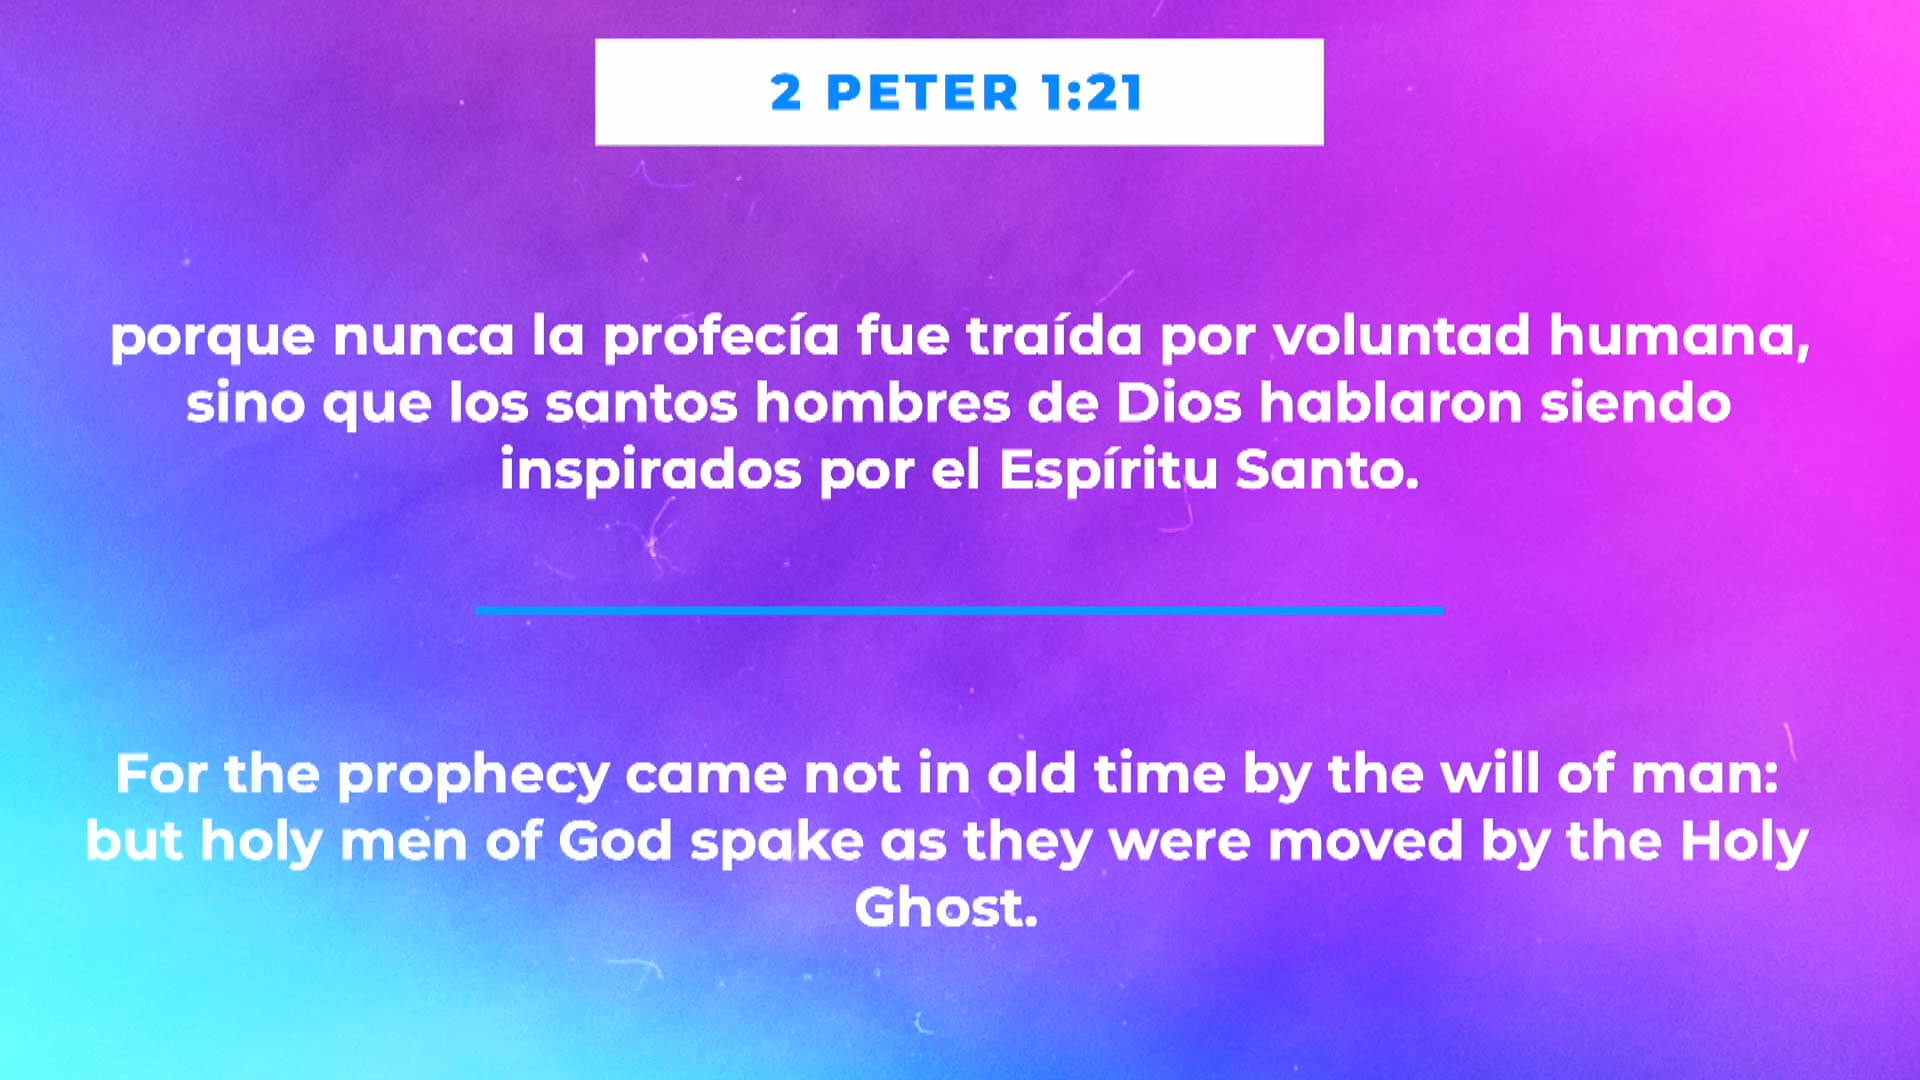 2 PETER 1:21
porque nunca la profecía fue traída por voluntad humana,
sino que los santos hombres de Dios hablaron siendo
inspirados por el Espíritu Santo.
For the prophecy came not in old time by the will of man:
but holy men of God spake as they were moved by the Holy
Ghost.